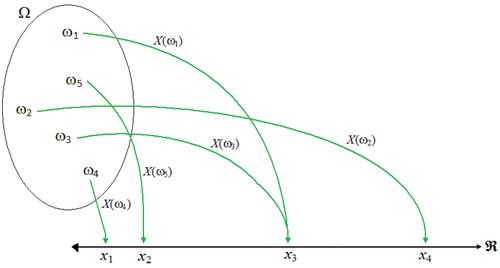 Ω
ω₁
X(ω₁)
ω₅
ω₂
ω₃
X(ω₃)
X(ω₂)
ω₄
X(ω₅)
X(ω₄)
x₁ x₂ x₃ x₄ ℜ